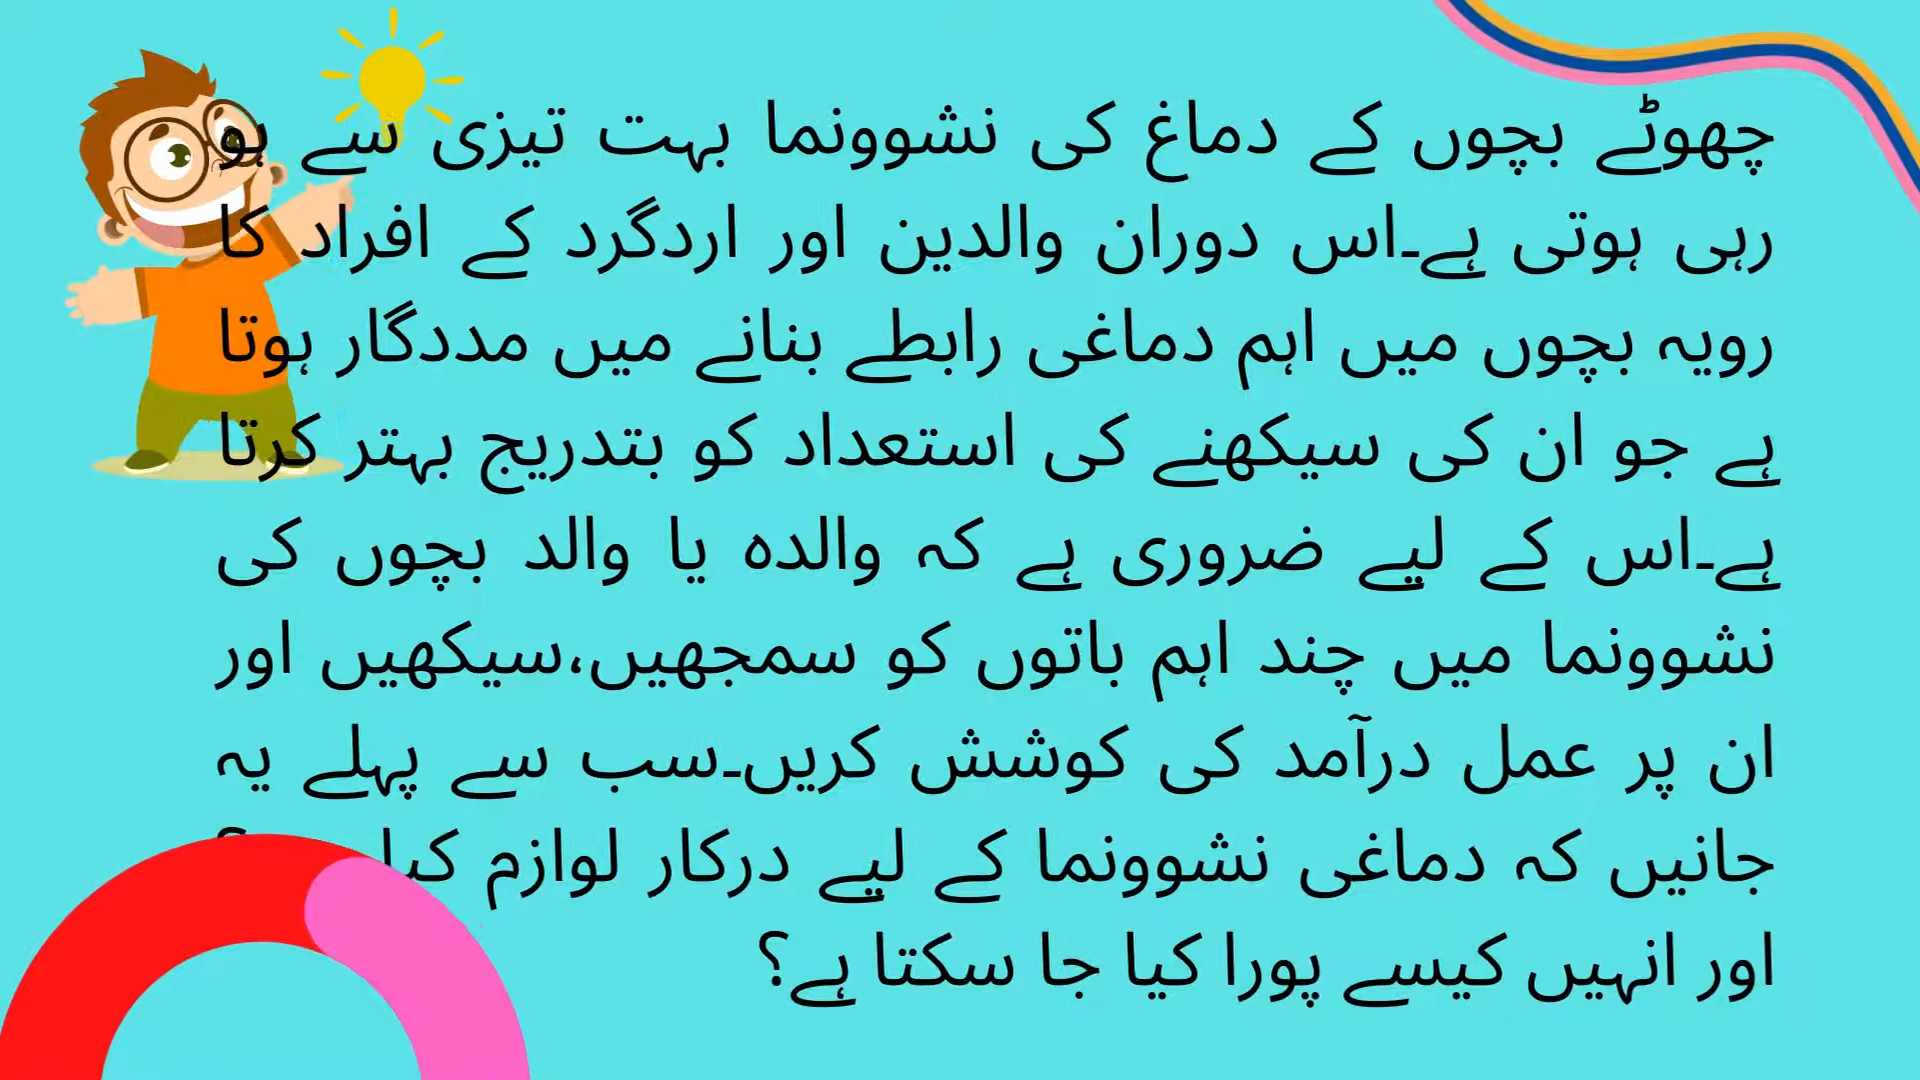 چھوٹے بچوں کے دماغ کی نشوونما بہت تیزی سے ہو
رہی ہوتی ہے۔اس دوران والدین اور اردگرد کے افراد کا
رویہ بچوں میں اہم دماغی رابطے بنانے میں مددگار ہوتا
ہے جو ان کی سیکھنے کی استعداد کو بتدریج بہتر کرتا
ہے۔اس کے لیے ضروری ہے کہ والدہ یا والد بچوں کی
نشوونما میں چند اہم باتوں کو سمجھیں،سیکھیں اور
ان پر عمل درآمد کی کوشش کریں۔سب سے پہلے یہ
جانیں کہ دماغی نشوونما کے لیے درکار لوازم کیا
اور انہیں کیسے پورا کیا جا سکتا ہے؟